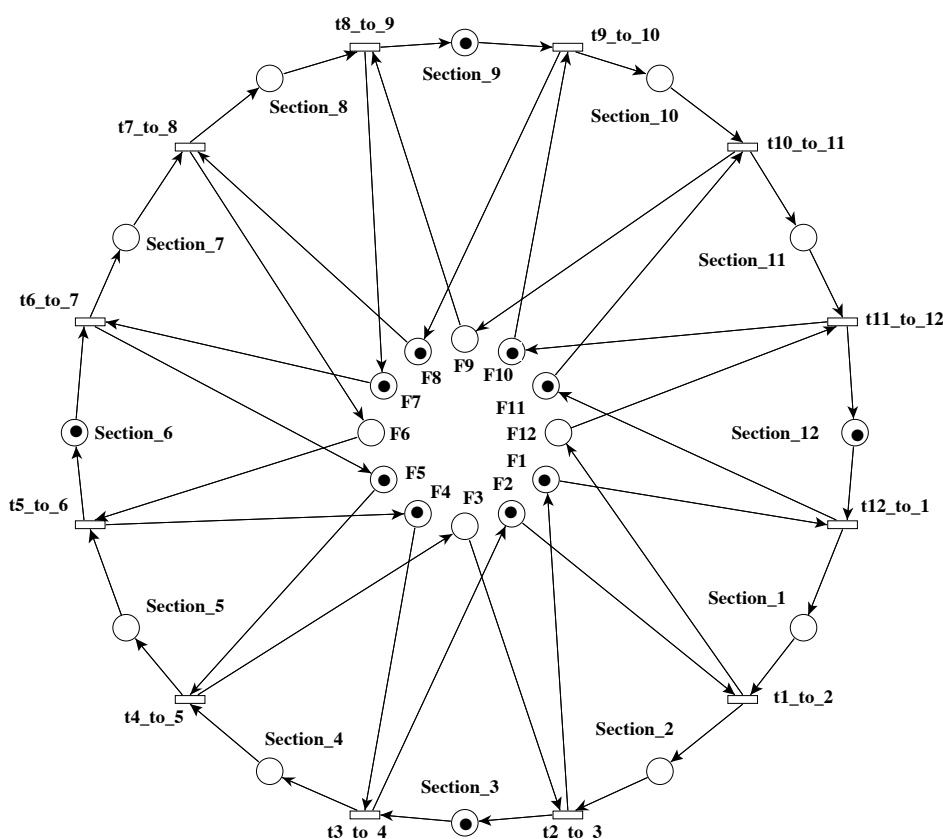 t8_to_9
t9_to_10
Section_9
Section_8
Section_10
t7_to_8
t10_to_11
Section_7
Section_11
t6_to_7
t11_to_12
F9
F8
F10
F7
F11
Section_6
F6
F12
Section_12
F5
F1
F4
F3
F2
t5_to_6
t12_to_1
Section_5
Section_1
t4_to_5
t1_to_2
Section_4
Section_2
Section_3
t3_to_4
t2_to_3